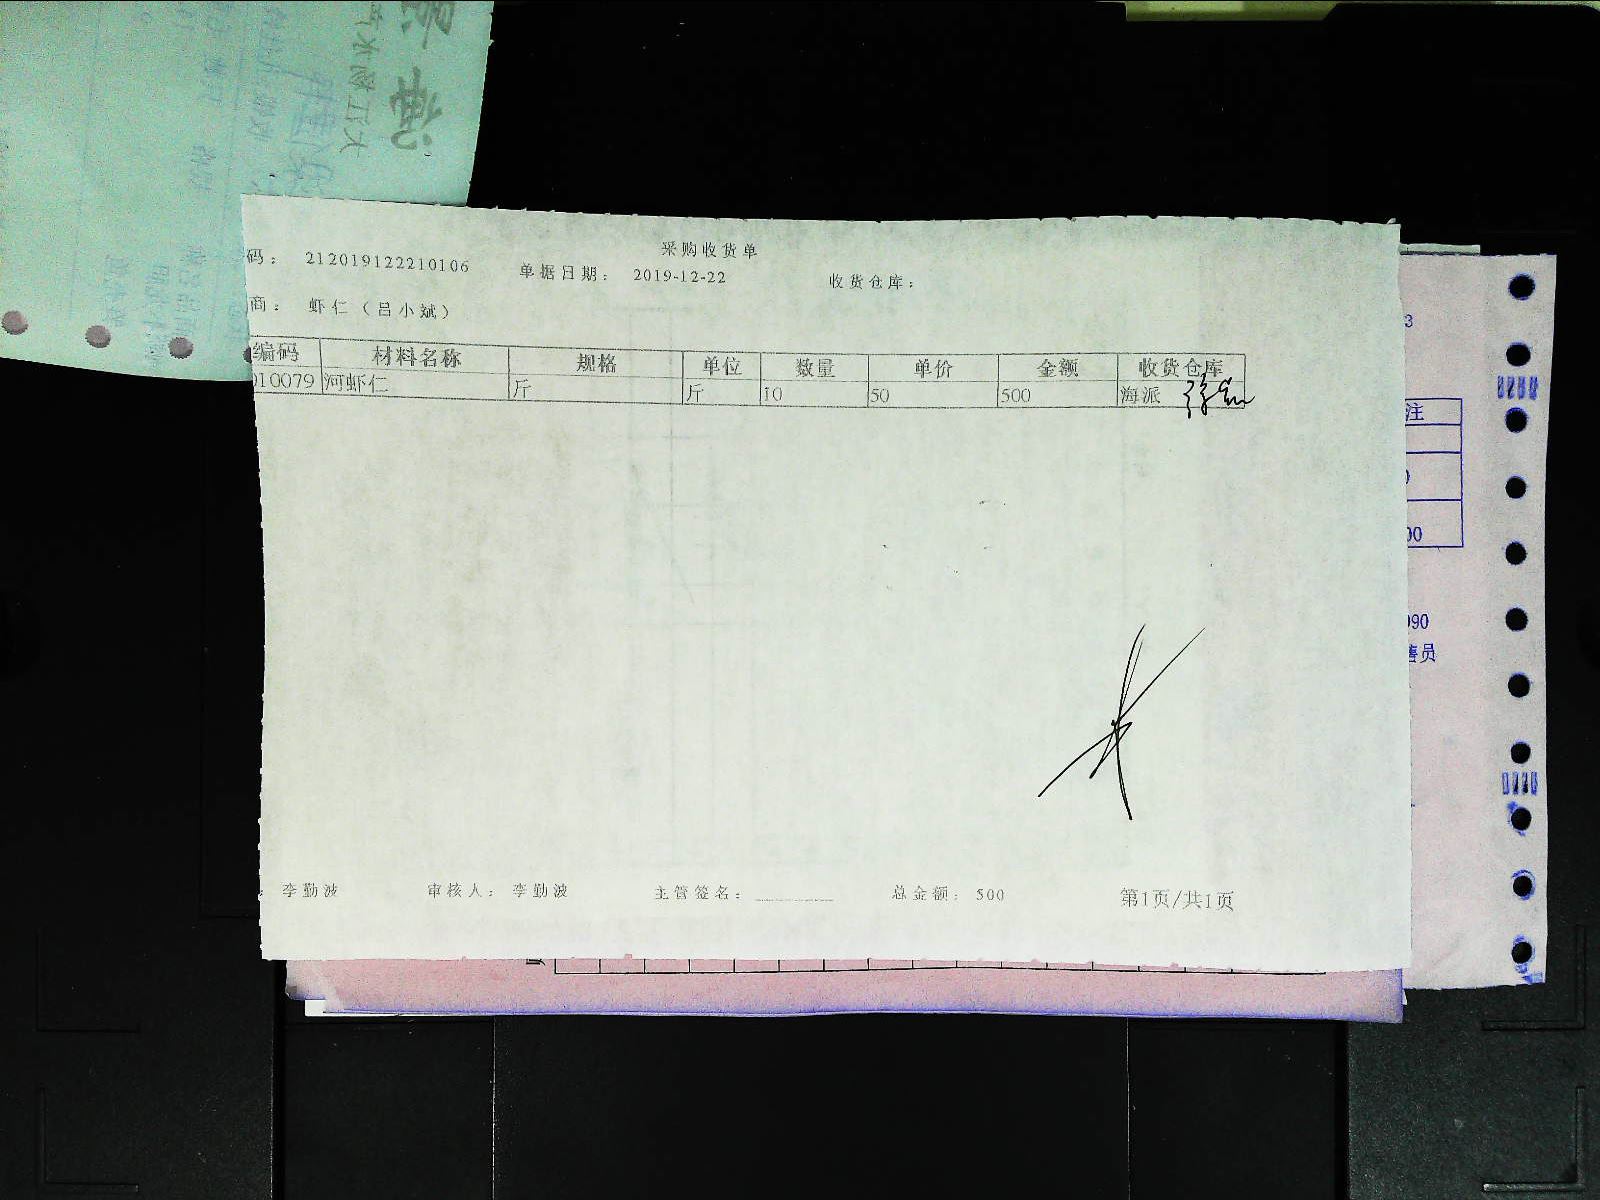 采购收货单
码： 212019122210106 单据日期： 2019-12-22 收货仓库：
商： 虾仁（吕小斌）
编码 材料名称 规格 单位 数量 单价 金额 收货仓库
010079 河虾仁 斤 斤 10 50 500 海派
： 李勤波 审核人： 李勤波 主管签名： 总金额： 500 第1页/共1页
3
注
00
090
售员